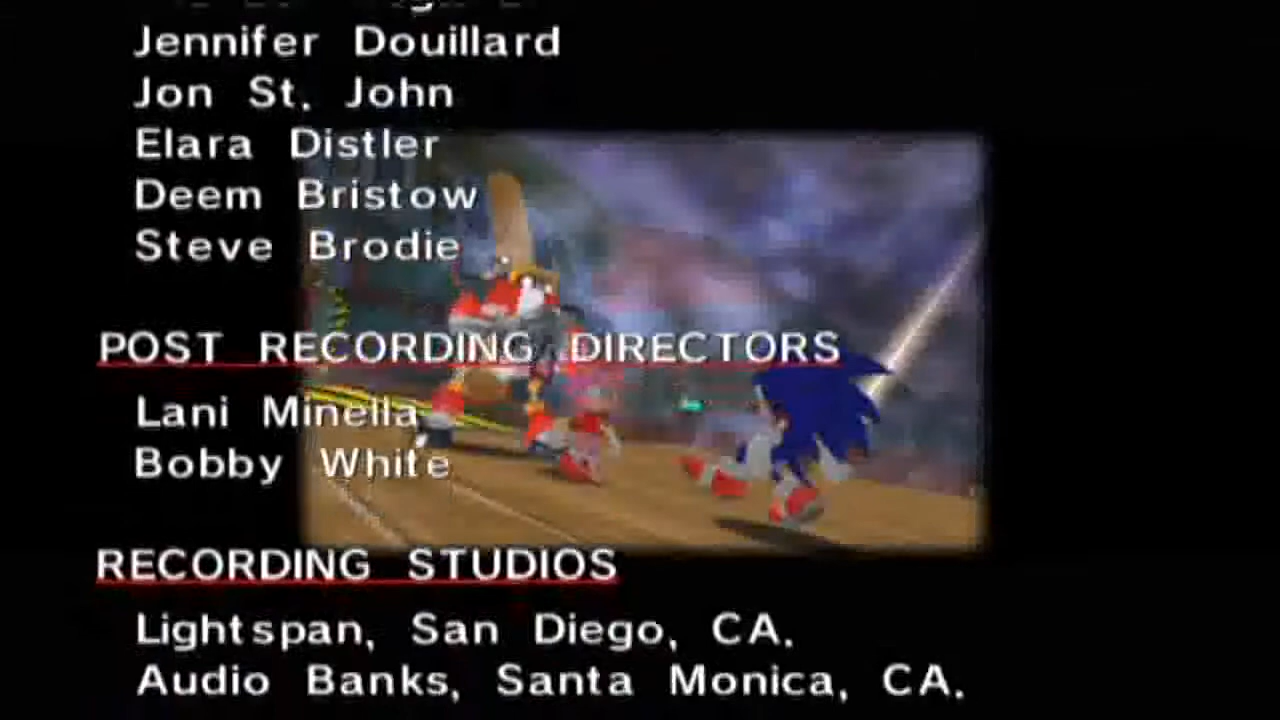 Jennifer Douillard
Jon St. John
Elara Distler
Deem Bristow
Steve Brodie
POST RECORDING DIRECTORS
Lani Minella
Bobby White
RECORDING STUDIOS
Lightspan, San Diego, CA.
Audio Banks, Santa Monica, CA.